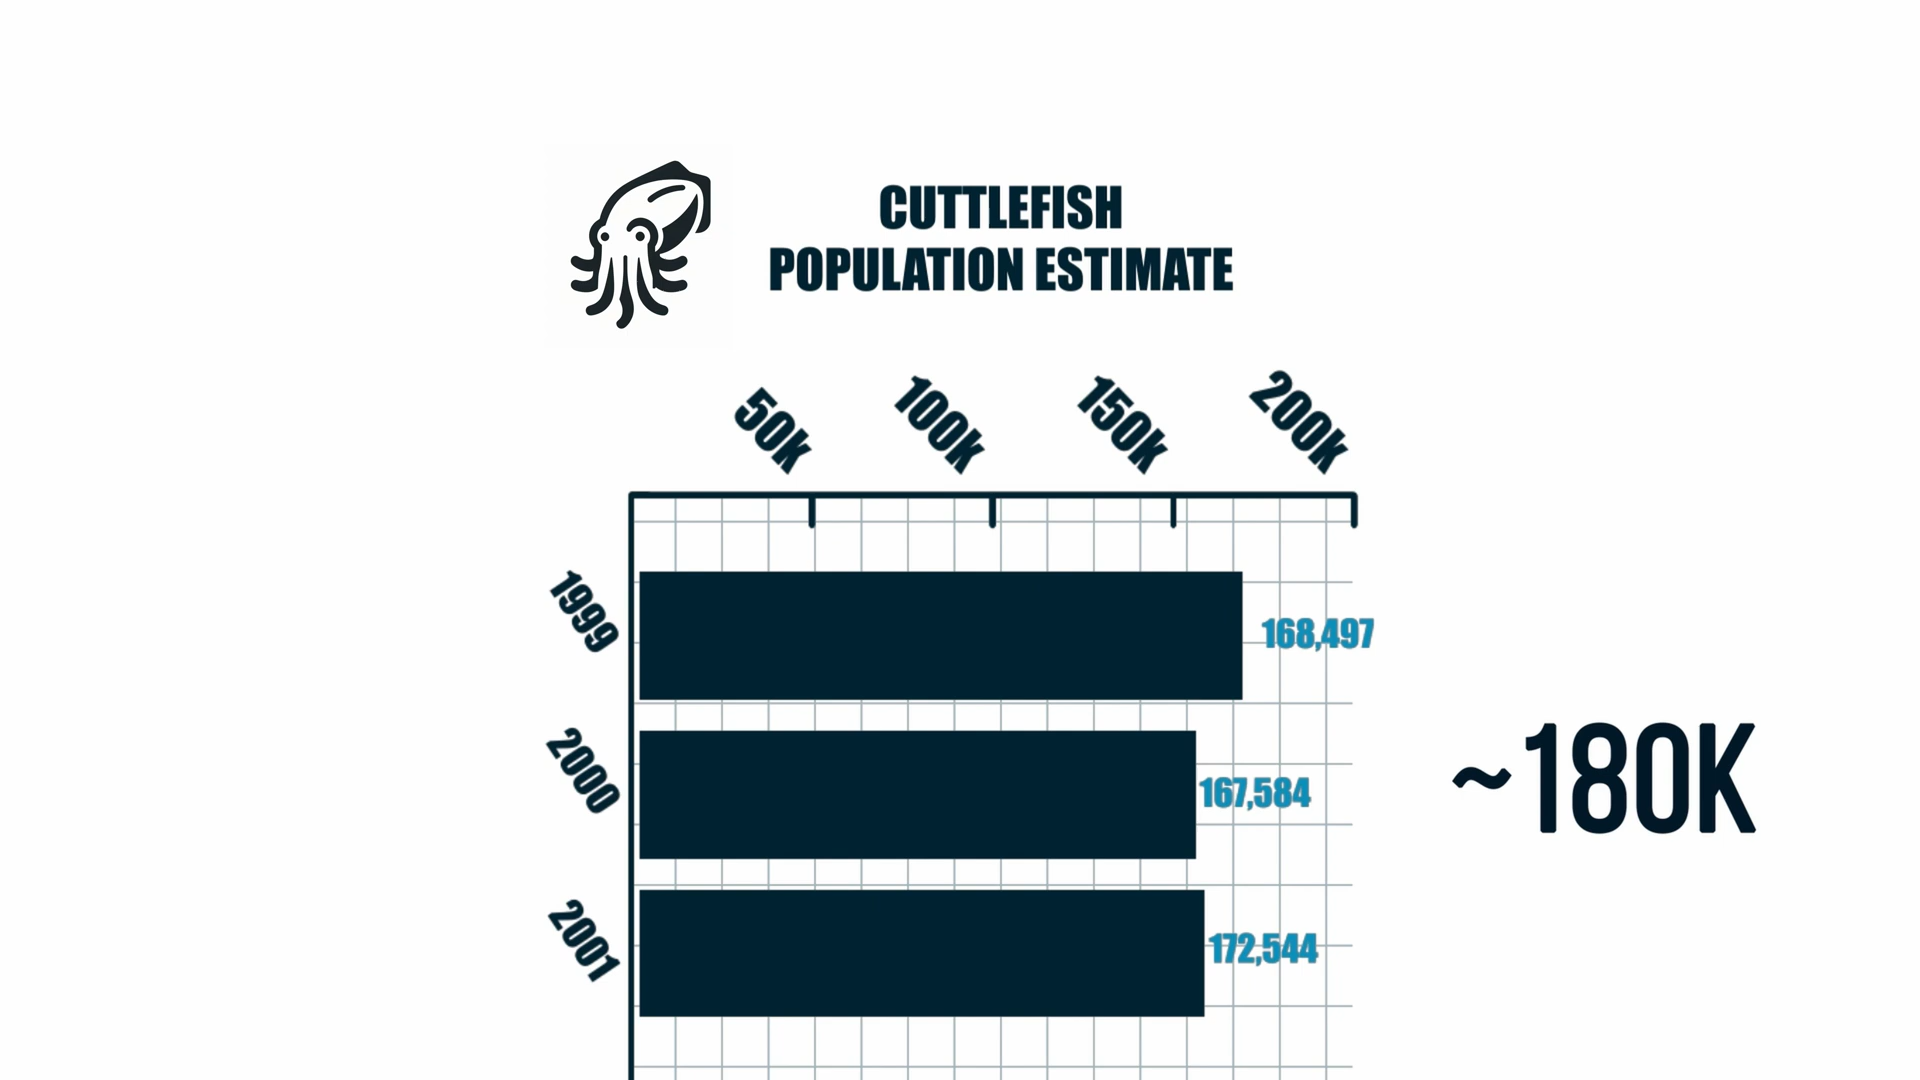 CUTTLEFISH
POPULATION ESTIMATE
50k
100k
150k
200k
1999
168,497
2000
167,584
~180K
2001
172,544